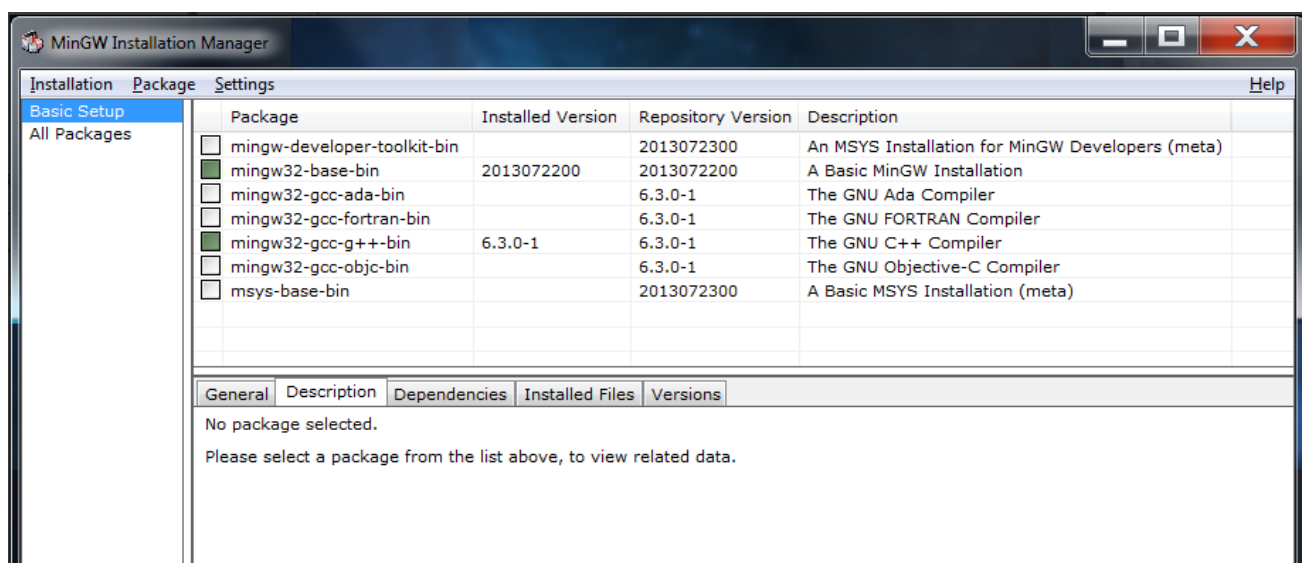 MinGW Installation Manager
Installation Package Settings Help
Basic Setup
All Packages
Package Installed Version Repository Version Description
mingw-developer-toolkit-bin 2013072300 An MSYS Installation for MinGW Developers (meta)
mingw32-base-bin 2013072200 2013072200 A Basic MinGW Installation
mingw32-gcc-ada-bin 6.3.0-1 The GNU Ada Compiler
mingw32-gcc-fortran-bin 6.3.0-1 The GNU FORTRAN Compiler
mingw32-gcc-g++-bin 6.3.0-1 6.3.0-1 The GNU C++ Compiler
mingw32-gcc-objc-bin 6.3.0-1 The GNU Objective-C Compiler
msys-base-bin 2013072300 A Basic MSYS Installation (meta)
General Description Dependencies Installed Files Versions
No package selected.
Please select a package from the list above, to view related data.